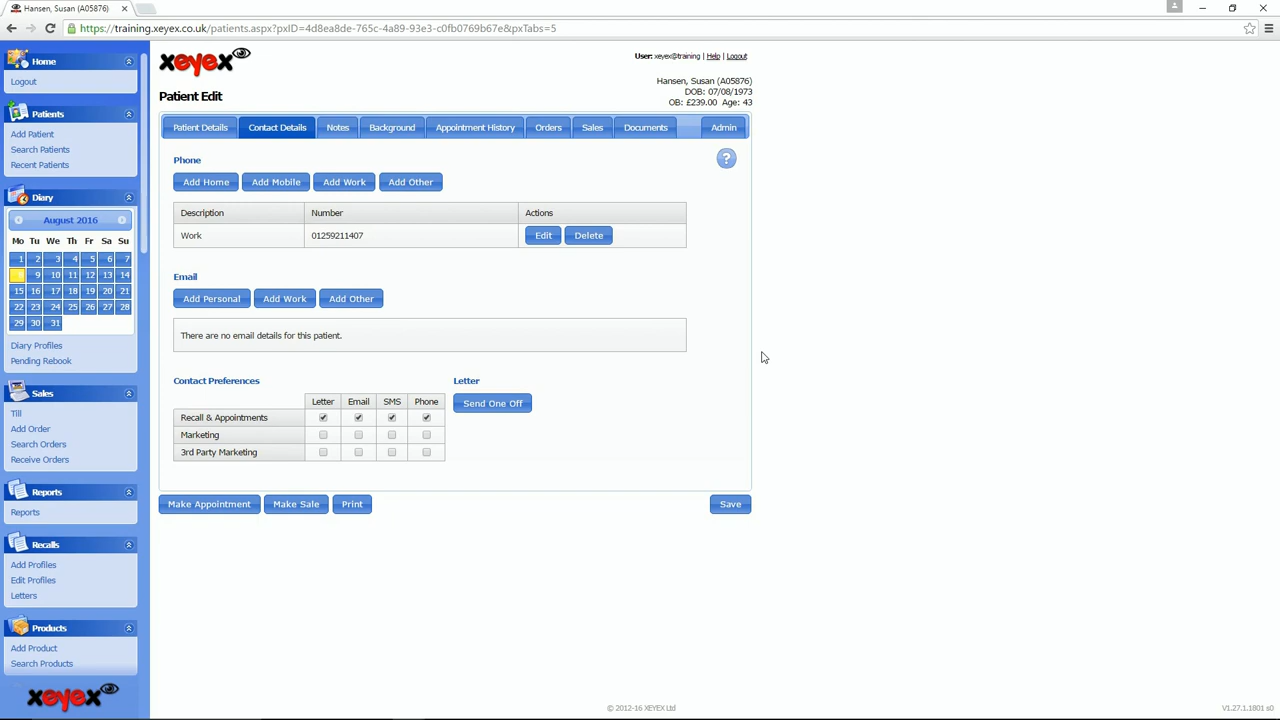 Hansen, Susan (A05876)
https://training.xeyex.co.uk/patients.aspx?pxID=4d8ea8de-765c-4a89-93e3-c0fb0769b67e&pxTabs=5
Home
Logout
Patients
Add Patient
Search Patients
Recent Patients
Diary
August 2016
Mo Tu We Th Fr Sa Su
1 2 3 4 5 6 7
9 10 11 12 13 14
15 16 17 18 19 20 21
22 23 24 25 26 27 28
29 30 31
Diary Profiles
Pending Rebook
Sales
Till
Add Order
Search Orders
Receive Orders
Reports
Reports
Recalls
Add Profiles
Edit Profiles
Letters
Products
Add Product
Search Products
xeyex
xeyex
User: xeyex@training | Help | Logout
Hansen, Susan (A05876)
DOB: 07/08/1973
OB: £239.00 Age: 43
Patient Edit
Patient Details Contact Details Notes Background Appointment History Orders Sales Documents Admin
Phone
?
Add Home Add Mobile Add Work Add Other
Description Number Actions
Work 01259211407 Edit Delete
Email
Add Personal Add Work Add Other
There are no email details for this patient.
Contact Preferences Letter
Letter Email SMS Phone Send One Off
Recall & Appointments
Marketing
3rd Party Marketing
Make Appointment Make Sale Print Save
© 2012-16 XEYEX Ltd
V1.27.1.1801 s0